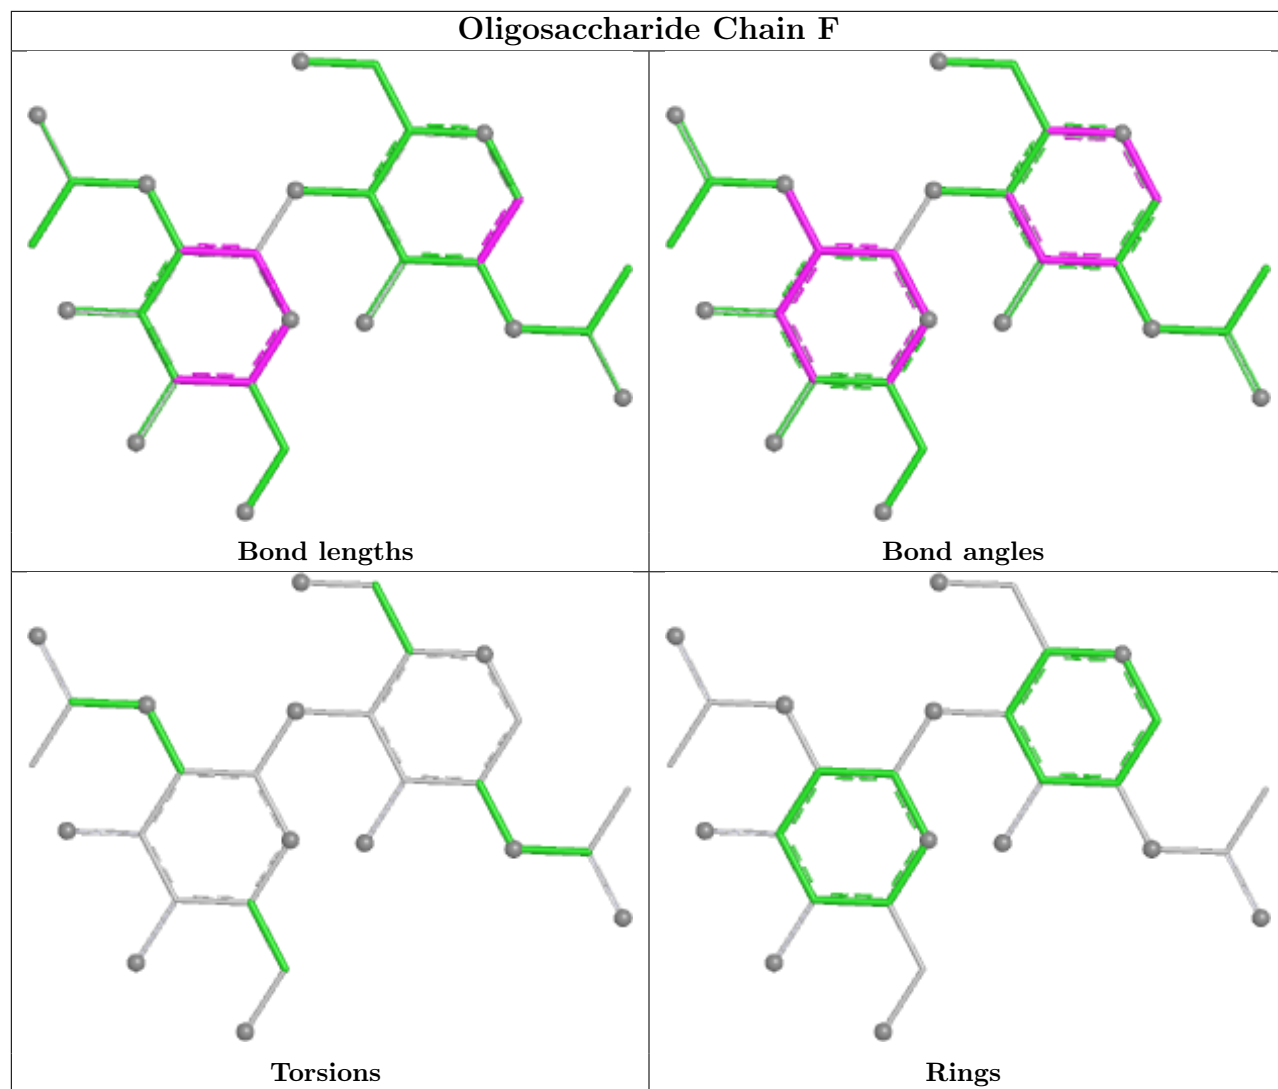 Oligosaccharide Chain F
Bond lengths
Bond angles
Torsions
Rings